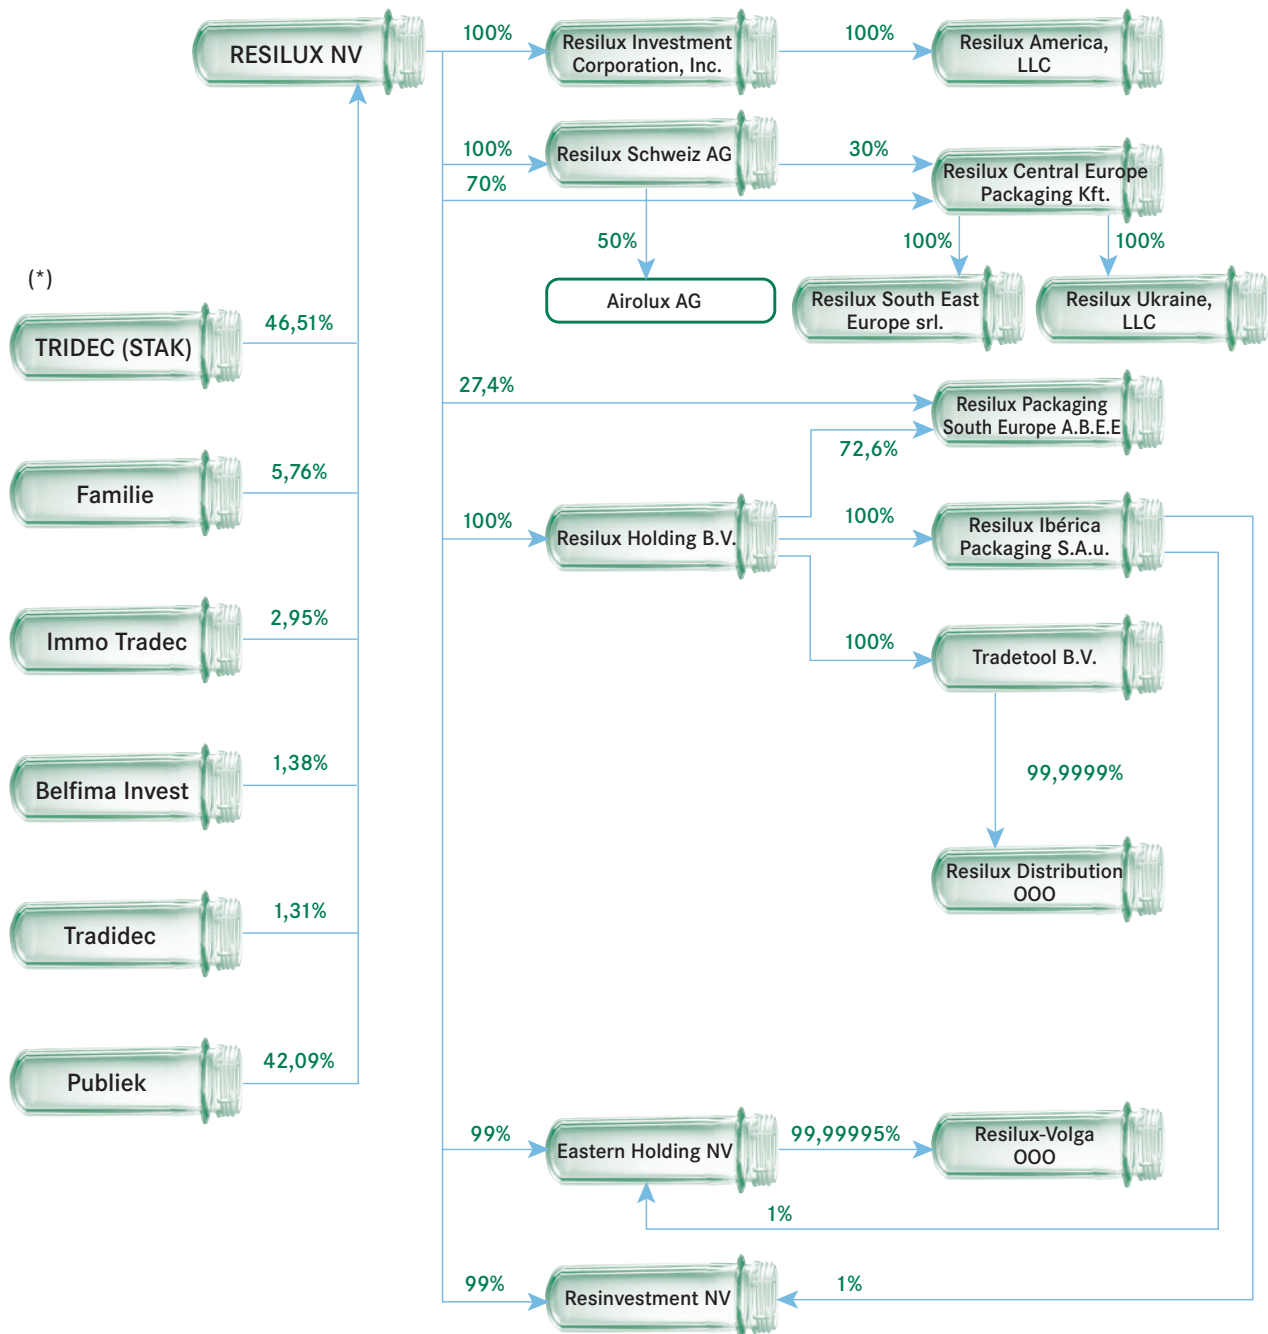 RESILUX NV
100%
Resilux Investment
Corporation, Inc.
100%
Resilux America,
LLC
100%
Resilux Schweiz AG
30%
Resilux Central Europe
Packaging Kft.
70%
50%
100%
100%
Airolux AG
Resilux South East
Europe srl.
Resilux Ukraine,
LLC
(*)
TRIDEC (STAK)
46,51%
Familie
5,76%
Immo Tradec
2,95%
Belfima Invest
1,38%
Tradidec
1,31%
Publiek
42,09%
27,4%
Resilux Packaging
South Europe A.B.E.E
72,6%
100%
Resilux Holding B.V.
100%
Resilux Ibérica
Packaging S.A.u.
100%
Tradetool B.V.
99,9999%
Resilux Distribution
OOO
99%
Eastern Holding NV
99,99995%
Resilux-Volga
OOO
1%
99%
Resinvestment NV
1%